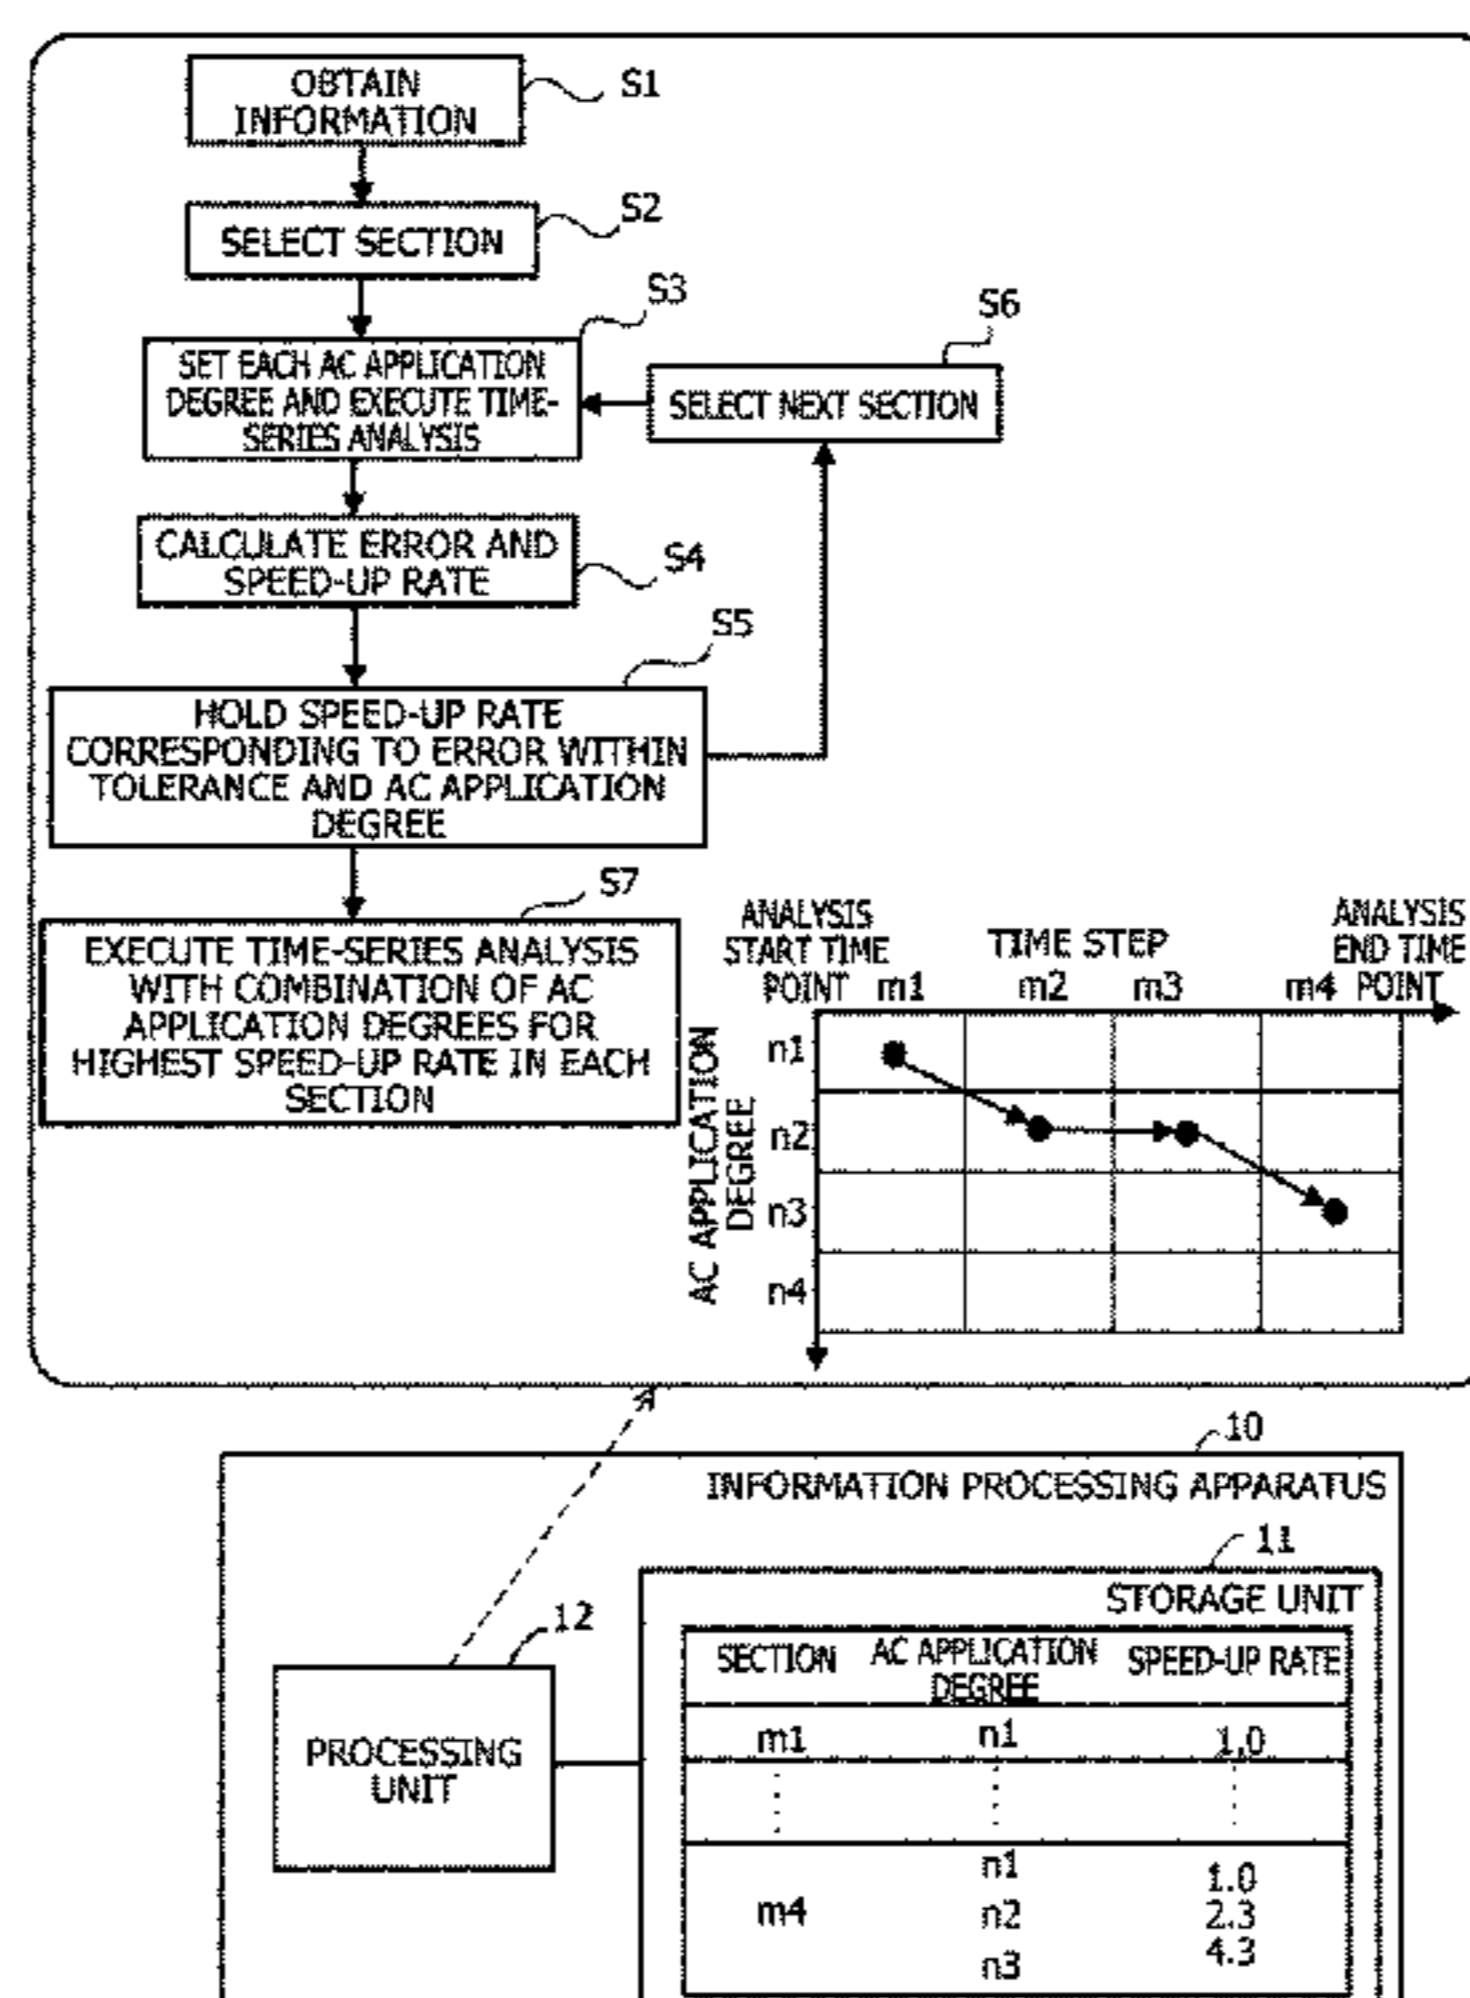 OBTAIN
INFORMATION
S1
SELECT SECTION
S2
SET EACH AC APPLICATION
DEGREE AND EXECUTE TIME-
SERIES ANALYSIS
S3
SELECT NEXT SECTION
S6
CALCULATE ERROR AND
SPEED-UP RATE
S4
HOLD SPEED-UP RATE
CORRESPONDING TO ERROR WITHIN
TOLERANCE AND AC APPLICATION
DEGREE
S5
EXECUTE TIME-SERIES ANALYSIS
WITH COMBINATION OF AC
APPLICATION DEGREES FOR
HIGHEST SPEED-UP RATE IN EACH
SECTION
S7
ANALYSIS
START TIME
POINT
TIME STEP
ANALYSIS
END TIME
POINT
m1 m2 m3 m4
AC APPLICATION
DEGREE
n1
n2
n3
n4
10
INFORMATION PROCESSING APPARATUS
11
STORAGE UNIT
12
PROCESSING
UNIT
SECTION AC APPLICATION DEGREE SPEED-UP RATE
m1 n1 1.0
m4
n1 1.0
n2 2.3
n3 4.3